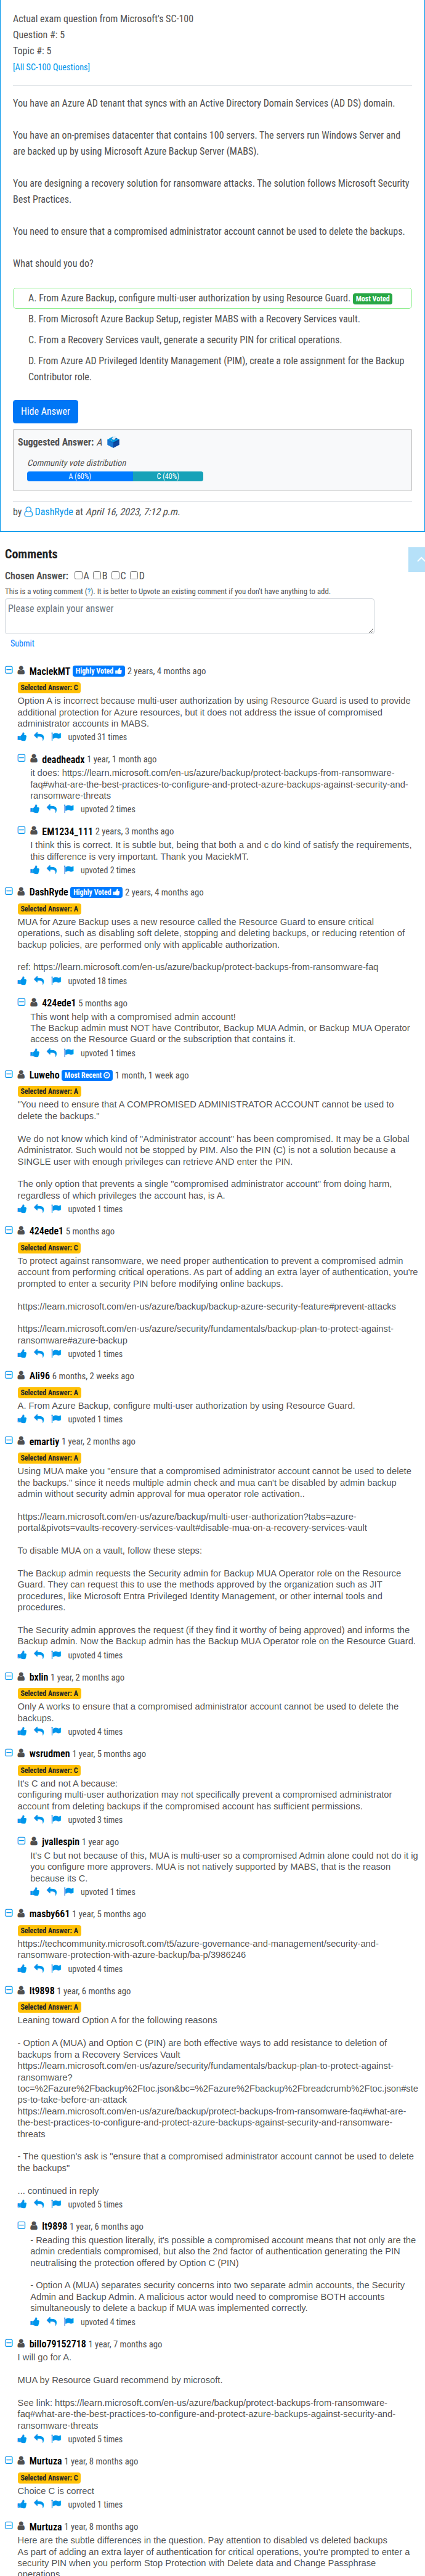 Actual exam question from Microsoft's SC-100
Question #: 5
Topic #: 5
[All SC-100 Questions]
You have an Azure AD tenant that syncs with an Active Directory Domain Services (AD DS) domain.
You have an on-premises datacenter that contains 100 servers. The servers run Windows Server and
are backed up by using Microsoft Azure Backup Server (MABS).
You are designing a recovery solution for ransomware attacks. The solution follows Microsoft Security
Best Practices.
You need to ensure that a compromised administrator account cannot be used to delete the backups.
What should you do?
A. From Azure Backup, configure multi-user authorization by using Resource Guard. Most Voted
B. From Microsoft Azure Backup Setup, register MABS with a Recovery Services vault.
C. From a Recovery Services vault, generate a security PIN for critical operations.
D. From Azure AD Privileged Identity Management (PIM), create a role assignment for the Backup
Contributor role.
Hide Answer
Suggested Answer: A
Community vote distribution
A (60%) C (40%)
by DashRyde at April 16, 2023, 7:12 p.m.
Comments
Chosen Answer: A B C D
This is a voting comment (?). It is better to Upvote an existing comment if you don't have anything to add.
Please explain your answer
Submit
MaciekMT Highly Voted 2 years, 4 months ago
Selected Answer: C
Option A is incorrect because multi-user authorization by using Resource Guard is used to provide
additional protection for Azure resources, but it does not address the issue of compromised
administrator accounts in MABS.
upvoted 31 times
deadheadx 1 year, 1 month ago
it does: https://learn.microsoft.com/en-us/azure/backup/protect-backups-from-ransomware-
faq#what-are-the-best-practices-to-configure-and-protect-azure-backups-against-security-and-
ransomware-threats
upvoted 2 times
EM1234_111 2 years, 3 months ago
I think this is correct. It is subtle but, being that both a and c do kind of satisfy the requirements,
this difference is very important. Thank you MaciekMT.
upvoted 2 times
DashRyde Highly Voted 2 years, 4 months ago
Selected Answer: A
MUA for Azure Backup uses a new resource called the Resource Guard to ensure critical
operations, such as disabling soft delete, stopping and deleting backups, or reducing retention of
backup policies, are performed only with applicable authorization.
ref: https://learn.microsoft.com/en-us/azure/backup/protect-backups-from-ransomware-faq
upvoted 18 times
424ede1 5 months ago
This wont help with a compromised admin account!
The Backup admin must NOT have Contributor, Backup MUA Admin, or Backup MUA Operator
access on the Resource Guard or the subscription that contains it.
upvoted 1 times
Luweho Most Recent 1 month, 1 week ago
Selected Answer: A
"You need to ensure that A COMPROMISED ADMINISTRATOR ACCOUNT cannot be used to
delete the backups."
We do not know which kind of "Administrator account" has been compromised. It may be a Global
Administrator. Such would not be stopped by PIM. Also the PIN (C) is not a solution because a
SINGLE user with enough privileges can retrieve AND enter the PIN.
The only option that prevents a single "compromised administrator account" from doing harm,
regardless of which privileges the account has, is A.
upvoted 1 times
424ede1 5 months ago
Selected Answer: C
To protect against ransomware, we need proper authentication to prevent a compromised admin
account from performing critical operations. As part of adding an extra layer of authentication, you're
prompted to enter a security PIN before modifying online backups.
https://learn.microsoft.com/en-us/azure/backup/backup-azure-security-feature#prevent-attacks
https://learn.microsoft.com/en-us/azure/security/fundamentals/backup-plan-to-protect-against-
ransomware#azure-backup
upvoted 1 times
Ali96 6 months, 2 weeks ago
Selected Answer: A
A. From Azure Backup, configure multi-user authorization by using Resource Guard.
upvoted 1 times
emartiy 1 year, 2 months ago
Selected Answer: A
Using MUA make you "ensure that a compromised administrator account cannot be used to delete
the backups." since it needs multiple admin check and mua can't be disabled by admin backup
admin without security admin approval for mua operator role activation..
https://learn.microsoft.com/en-us/azure/backup/multi-user-authorization?tabs=azure-
portal&pivots=vaults-recovery-services-vault#disable-mua-on-a-recovery-services-vault
To disable MUA on a vault, follow these steps:
The Backup admin requests the Security admin for Backup MUA Operator role on the Resource
Guard. They can request this to use the methods approved by the organization such as JIT
procedures, like Microsoft Entra Privileged Identity Management, or other internal tools and
procedures.
The Security admin approves the request (if they find it worthy of being approved) and informs the
Backup admin. Now the Backup admin has the Backup MUA Operator role on the Resource Guard.
upvoted 4 times
bxlin 1 year, 2 months ago
Selected Answer: A
Only A works to ensure that a compromised administrator account cannot be used to delete the
backups.
upvoted 4 times
wsrudmen 1 year, 5 months ago
Selected Answer: C
It's C and not A because:
configuring multi-user authorization may not specifically prevent a compromised administrator
account from deleting backups if the compromised account has sufficient permissions.
upvoted 3 times
jvallespin 1 year ago
It's C but not because of this, MUA is multi-user so a compromised Admin alone could not do it ig
you configure more approvers. MUA is not natively supported by MABS, that is the reason
because its C.
upvoted 1 times
masby661 1 year, 5 months ago
Selected Answer: A
https://techcommunity.microsoft.com/t5/azure-governance-and-management/security-and-
ransomware-protection-with-azure-backup/ba-p/3986246
upvoted 4 times
lt9898 1 year, 6 months ago
Selected Answer: A
Leaning toward Option A for the following reasons
- Option A (MUA) and Option C (PIN) are both effective ways to add resistance to deletion of
backups from a Recovery Services Vault
https://learn.microsoft.com/en-us/azure/security/fundamentals/backup-plan-to-protect-against-
ransomware?
toc=%2Fazure%2Fbackup%2Ftoc.json&bc=%2Fazure%2Fbackup%2Fbreadcrumb%2Ftoc.json#ste
ps-to-take-before-an-attack
https://learn.microsoft.com/en-us/azure/backup/protect-backups-from-ransomware-faq#what-are-
the-best-practices-to-configure-and-protect-azure-backups-against-security-and-ransomware-
threats
- The question's ask is "ensure that a compromised administrator account cannot be used to delete
the backups"
... continued in reply
upvoted 5 times
lt9898 1 year, 6 months ago
- Reading this question literally, it's possible a compromised account means that not only are the
admin credentials compromised, but also the 2nd factor of authentication generating the PIN
neutralising the protection offered by Option C (PIN)
- Option A (MUA) separates security concerns into two separate admin accounts, the Security
Admin and Backup Admin. A malicious actor would need to compromise BOTH accounts
simultaneously to delete a backup if MUA was implemented correctly.
upvoted 4 times
billo79152718 1 year, 7 months ago
I will go for A.
MUA by Resource Guard recommend by microsoft.
See link: https://learn.microsoft.com/en-us/azure/backup/protect-backups-from-ransomware-
faq#what-are-the-best-practices-to-configure-and-protect-azure-backups-against-security-and-
ransomware-threats
upvoted 5 times
Murtuza 1 year, 8 months ago
Selected Answer: C
Choice C is correct
upvoted 1 times
Murtuza 1 year, 8 months ago
Here are the subtle differences in the question. Pay attention to disabled vs deleted backups
As part of adding an extra layer of authentication for critical operations, you're prompted to enter a
security PIN when you perform Stop Protection with Delete data and Change Passphrase
operations.